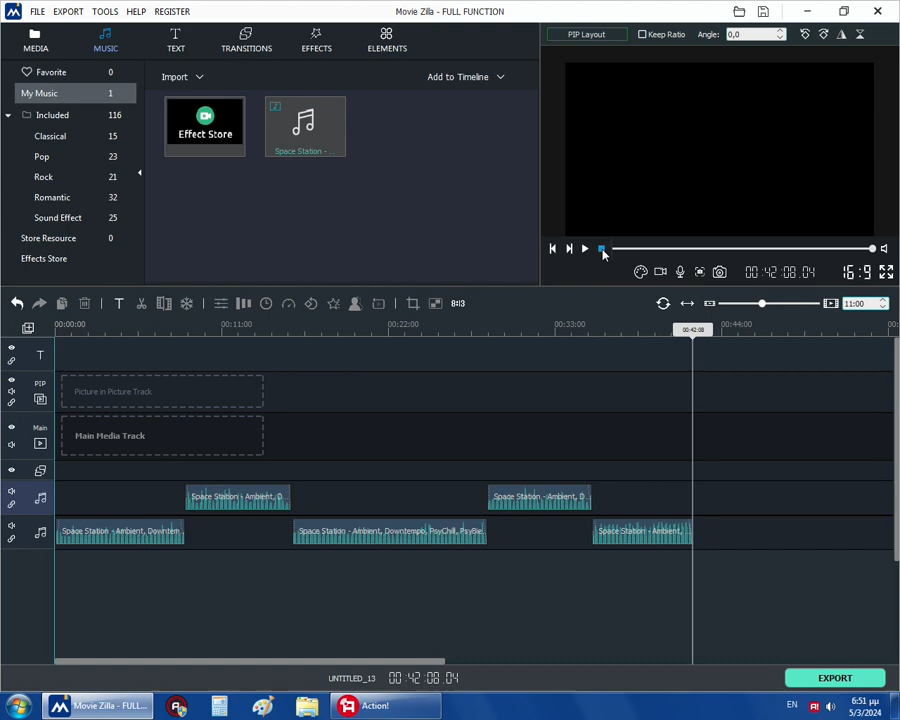 FILE EXPORT TOOLS HELP REGISTER
Movie Zilla - FULL FUNCTION
MEDIA MUSIC TEXT TRANSITIONS EFFECTS ELEMENTS
PIP Layout Keep Ratio Angle: 0,0
Favorite 0
My Music 1
Included 116
Classical 15
Pop 23
Rock 21
Romantic 32
Sound Effect 25
Store Resource 0
Effects Store
Import
Add to Timeline
Effect Store
Space Station - ...
00:42:08.04
16:9
11:00
00:00:00 00:11:00 00:22:00 00:33:00 00:44:00
00:42:08
T
PIP
Picture in Picture Track
Main
Main Media Track
Space Station - Ambient, D...
Space Station - Ambient, D...
Space Station - Ambient, Downtem...
Space Station - Ambient, Downtempo, PsyChill, PsyBie...
Space Station - Ambient,
UNTITLED_13 00:42:08.04
EXPORT
Movie Zilla -...
Action!
EN
6:51 μμ
5/3/2024